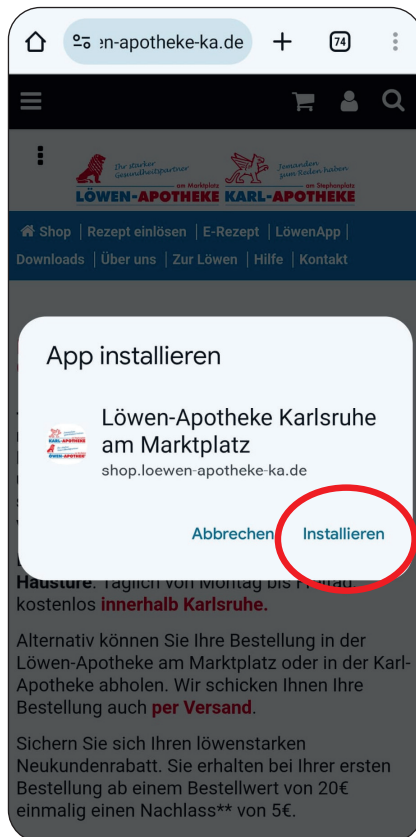 en-apotheke-ka.de
74
Ihr starker
Gesundheitspartner
am Marktplatz
LÖWEN-APOTHEKE
Jemanden
zum Reden haben
am Stephanplatz
KARL-APOTHEKE
Shop | Rezept einlösen | E-Rezept | LöwenApp |
Downloads | Über uns | Zur Löwen | Hilfe | Kontakt
App installieren
Löwen-Apotheke Karlsruhe
am Marktplatz
shop.loewen-apotheke-ka.de
KARL-APOTHEKE
Abbrechen
Installieren
Haustüre. Täglich von Montag bis Freitag.
kostenlos innerhalb Karlsruhe.
Alternativ können Sie Ihre Bestellung in der
Löwen-Apotheke am Marktplatz oder in der Karl-
Apotheke abholen. Wir schicken Ihnen Ihre
Bestellung auch per Versand.
Sichern Sie sich Ihren löwenstarken
Neukundenrabatt. Sie erhalten bei Ihrer ersten
Bestellung ab einem Bestellwert von 20€
einmalig einen Nachlass** von 5€.